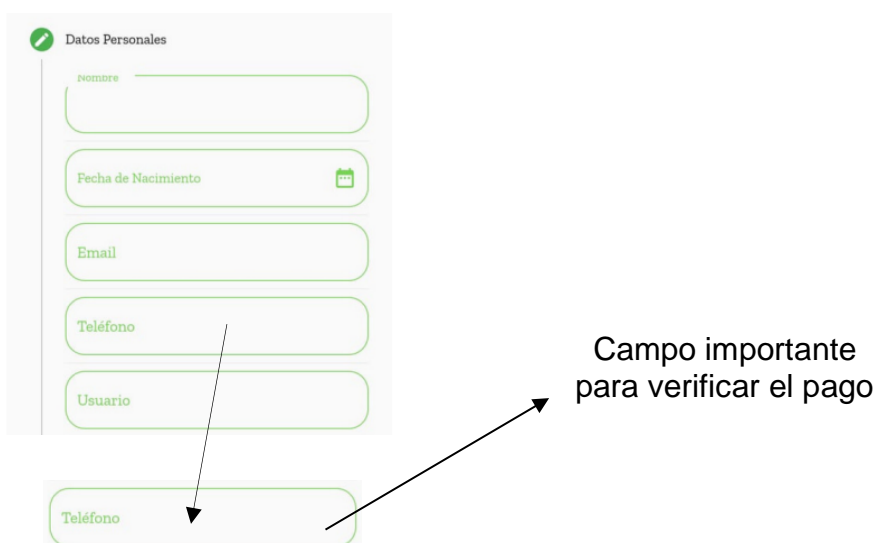 Datos Personales
Nombre
Fecha de Nacimiento
Email
Teléfono
Usuario
Campo importante
para verificar el pago
Teléfono